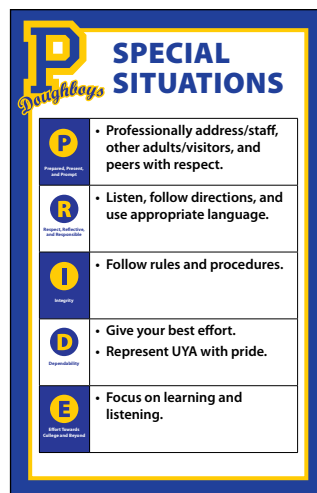 P
Doughboys
SPECIAL
SITUATIONS
P
Prepared, Present,
and Prompt
• Professionally address/staff,
other adults/visitors, and
peers with respect.
R
Respect, Reflective,
and Responsible
• Listen, follow directions, and
use appropriate language.
I
Integrity
• Follow rules and procedures.
D
Dependability
• Give your best effort.
• Represent UYA with pride.
E
Effort Towards
College and Beyond
• Focus on learning and
listening.